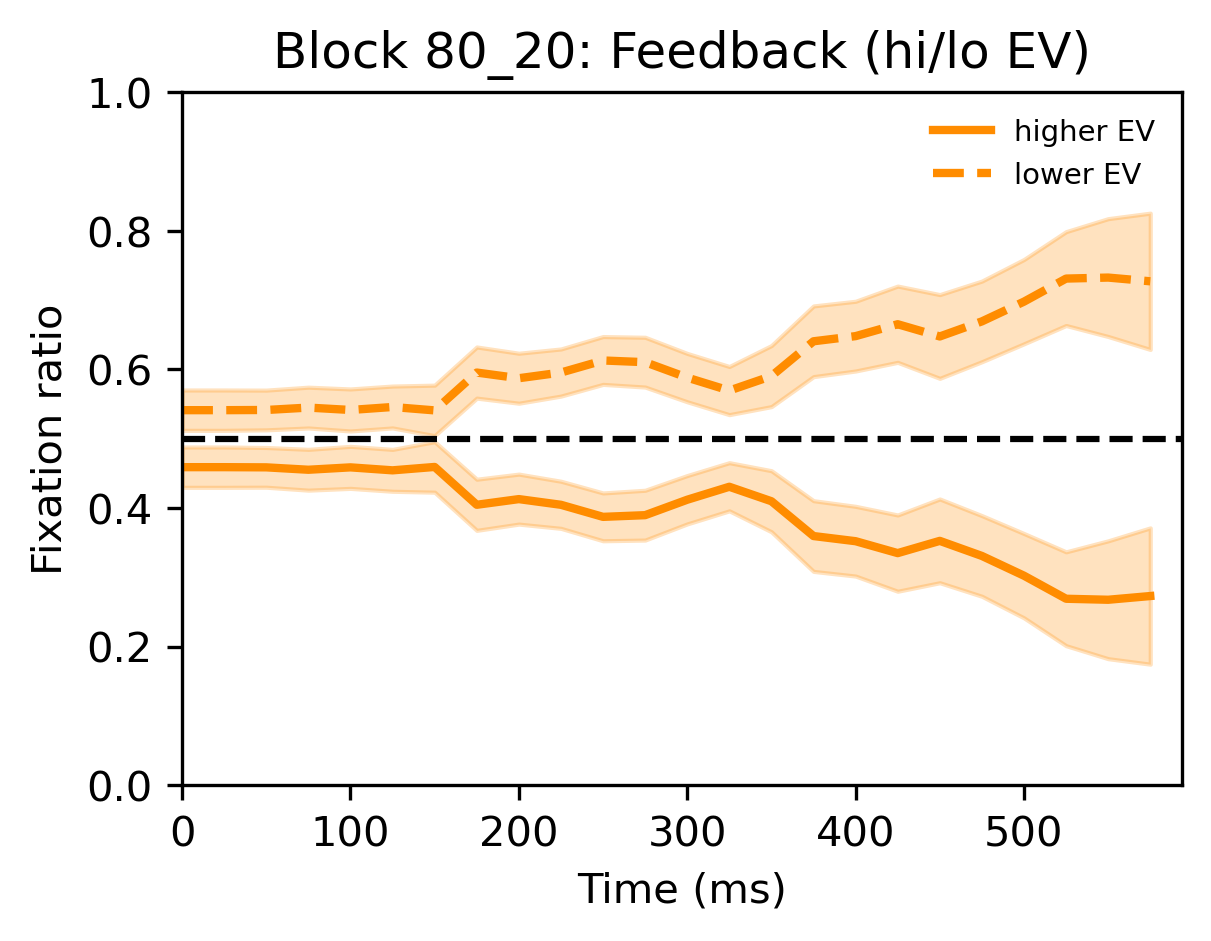 Block 80_20: Feedback (hi/lo EV)
higher EV
lower EV
Fixation ratio
1.0
0.8
0.6
0.4
0.2
0.0
0 100 200 300 400 500
Time (ms)